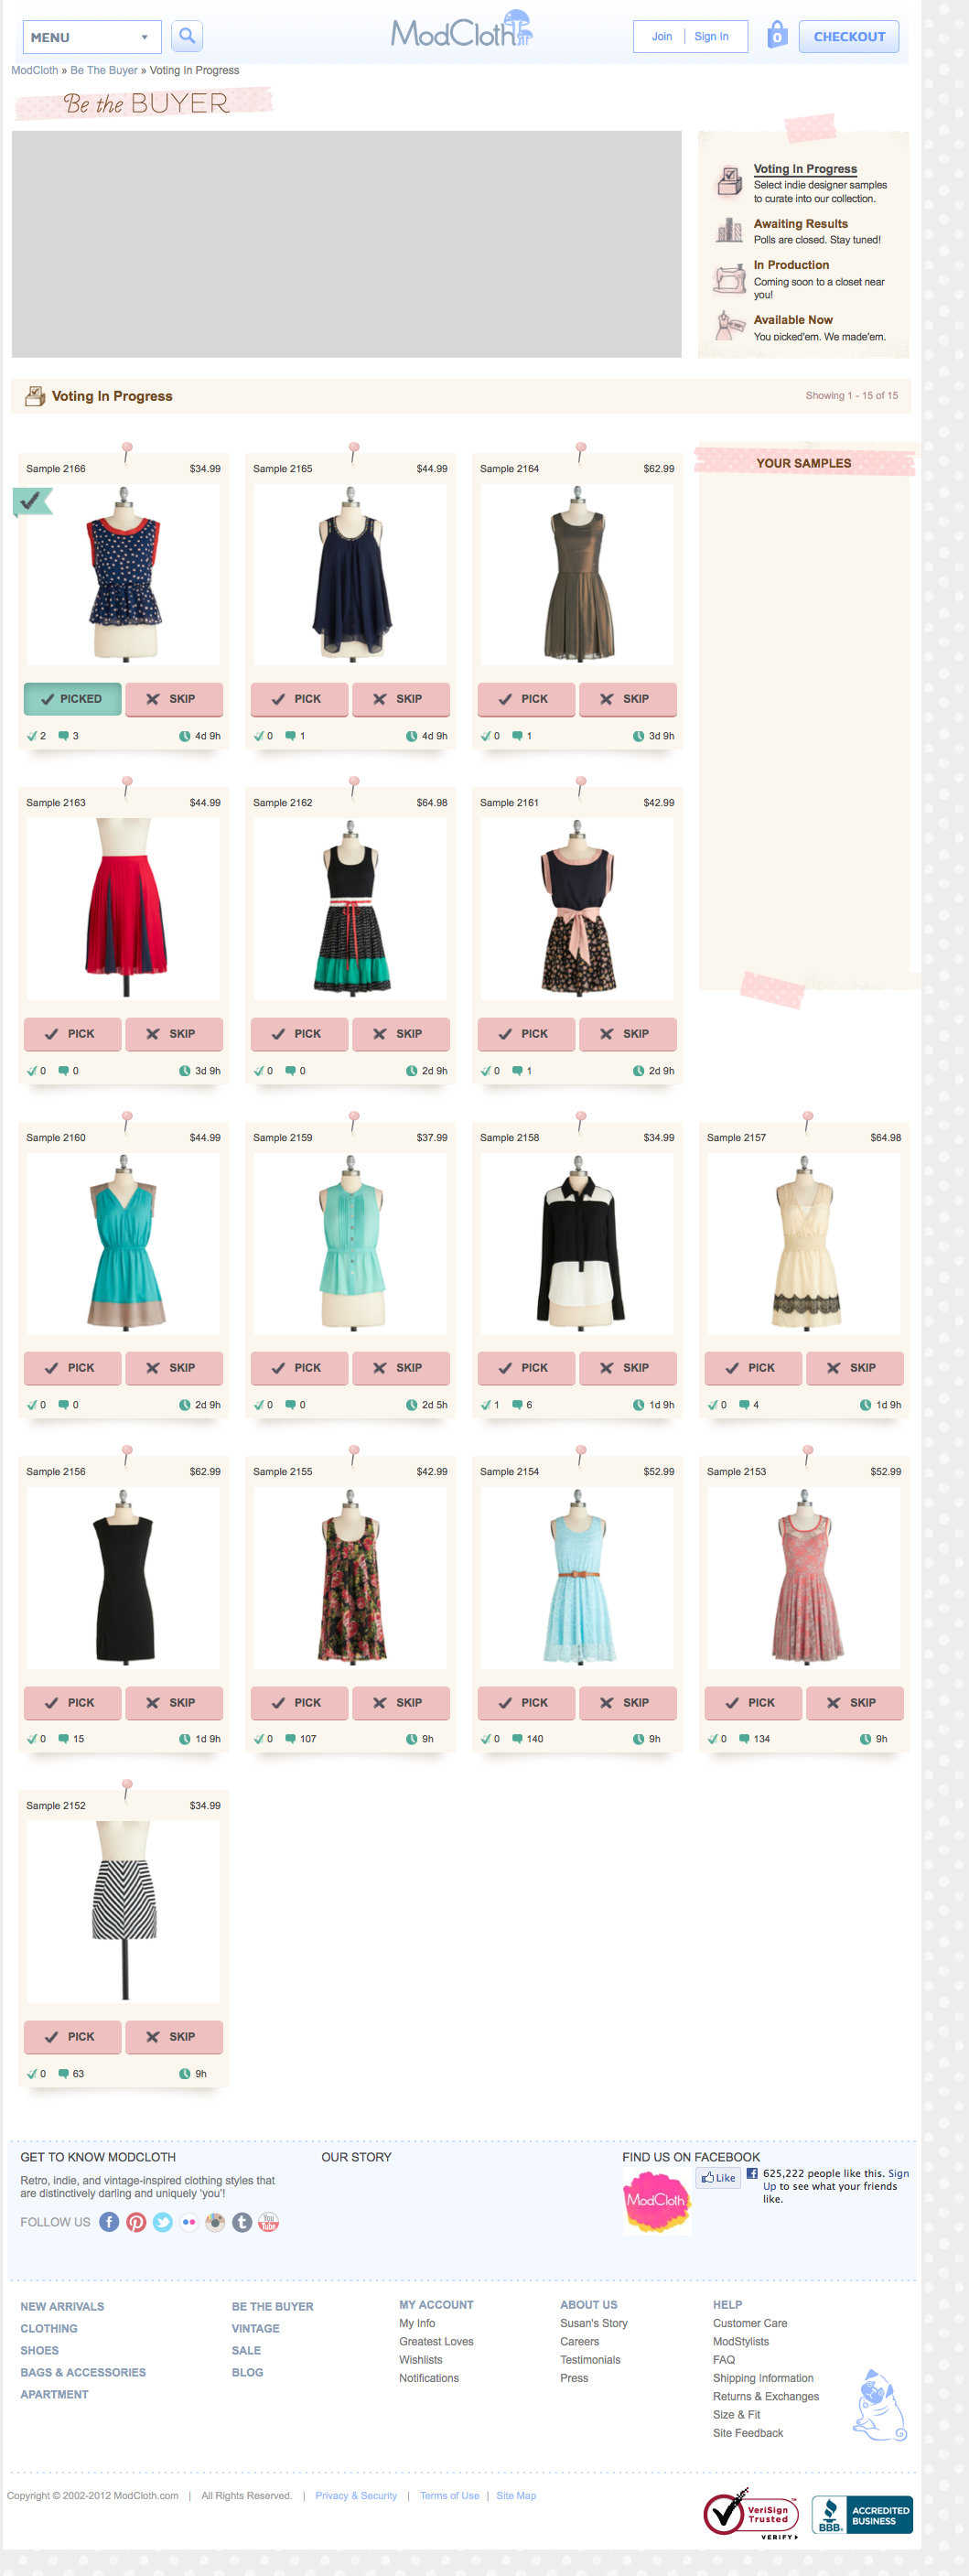 MENU
ModCloth
Join
Sign In
0
CHECKOUT
ModCloth » Be The Buyer » Voting In Progress
Be the BUYER
Voting In Progress
Select indie designer samples
to curate into our collection.
Awaiting Results
Polls are closed. Stay tuned!
In Production
Coming soon to a closet near
you!
Available Now
You picked'em. We made'em.
Voting In Progress
Showing 1 - 15 of 15
Sample 2166 $34.99
PICKED SKIP
2 3 4d 9h
Sample 2165 $44.99
PICK SKIP
0 1 4d 9h
Sample 2164 $62.99
PICK SKIP
0 1 3d 9h
YOUR SAMPLES
Sample 2163 $44.99
PICK SKIP
0 0 3d 9h
Sample 2162 $64.98
PICK SKIP
0 0 2d 9h
Sample 2161 $42.99
PICK SKIP
0 1 2d 9h
Sample 2160 $44.99
PICK SKIP
0 0 2d 9h
Sample 2159 $37.99
PICK SKIP
0 0 2d 5h
Sample 2158 $34.99
PICK SKIP
1 6 1d 9h
Sample 2157 $64.98
PICK SKIP
0 4 1d 9h
Sample 2156 $62.99
PICK SKIP
0 15 1d 9h
Sample 2155 $42.99
PICK SKIP
0 107 9h
Sample 2154 $52.99
PICK SKIP
0 140 9h
Sample 2153 $52.99
PICK SKIP
0 134 9h
Sample 2152 $34.99
PICK SKIP
0 63 9h
GET TO KNOW MODCLOTH
Retro, indie, and vintage-inspired clothing styles that
are distinctively darling and uniquely 'you'!
FOLLOW US
You
Tube
OUR STORY
FIND US ON FACEBOOK
ModCloth
Like
625,222 people like this. Sign
Up to see what your friends
like.
NEW ARRIVALS
CLOTHING
SHOES
BAGS & ACCESSORIES
APARTMENT
BE THE BUYER
VINTAGE
SALE
BLOG
MY ACCOUNT
My Info
Greatest Loves
Wishlists
Notifications
ABOUT US
Susan's Story
Careers
Testimonials
Press
HELP
Customer Care
ModStylists
FAQ
Shipping Information
Returns & Exchanges
Size & Fit
Site Feedback
Copyright © 2002-2012 ModCloth.com | All Rights Reserved. | Privacy & Security | Terms of Use | Site Map
VeriSign
Trusted
VERIFY
BBB.
ACCREDITED
BUSINESS